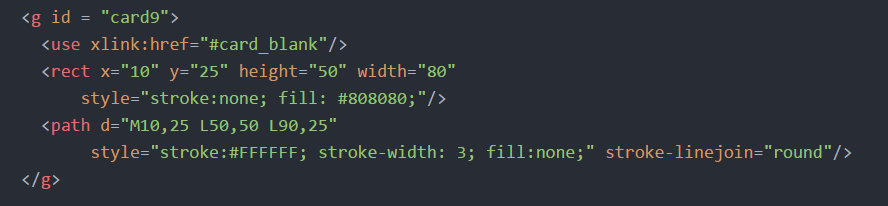 <g id = "card9">
<use xlink:href="#card_blank"/>
<rect x="10" y="25" height="50" width="80"
style="stroke:none; fill: #808080;"/>
<path d="M10,25 L50,50 L90,25"
style="stroke:#FFFFFF; stroke-width: 3; fill:none;" stroke-linejoin="round"/>
</g>